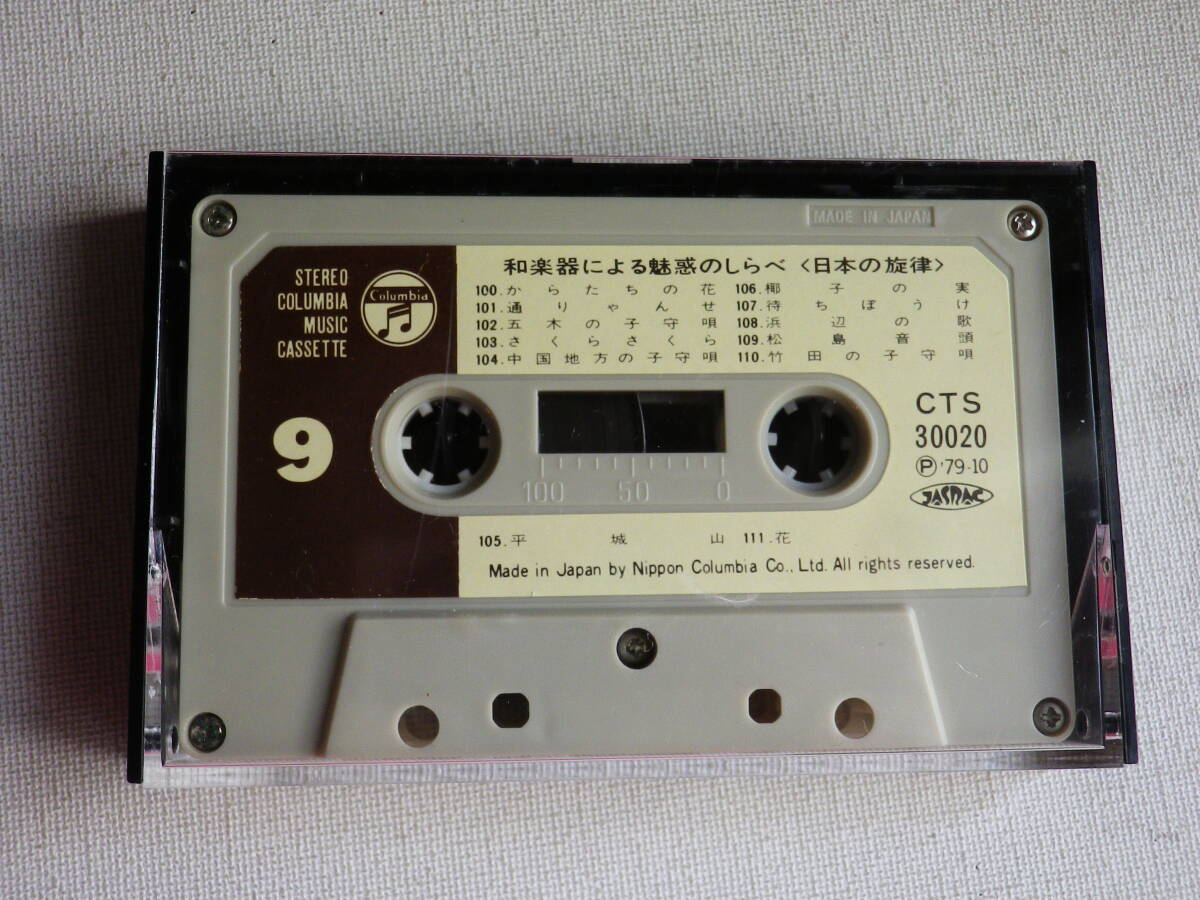 MADE IN JAPAN
STEREO
COLUMBIA
MUSIC
CASSETTE
Columbia
9
和楽器による魅惑のしらべ〈日本の旋律〉
100.からたちの花
101.通りゃんせ
102.五木の子守唄
103.さくらさくら
104.中国地方の子守唄
106.椰子の実
107.待ちぼうけ
108.浜辺の歌
109.松島音頭
110.竹田の子守唄
CTS
30020
Ⓟ'79-10
JASRAC
100 50 0
105.平城山 111.花
Made in Japan by Nippon Columbia Co., Ltd. All rights reserved.